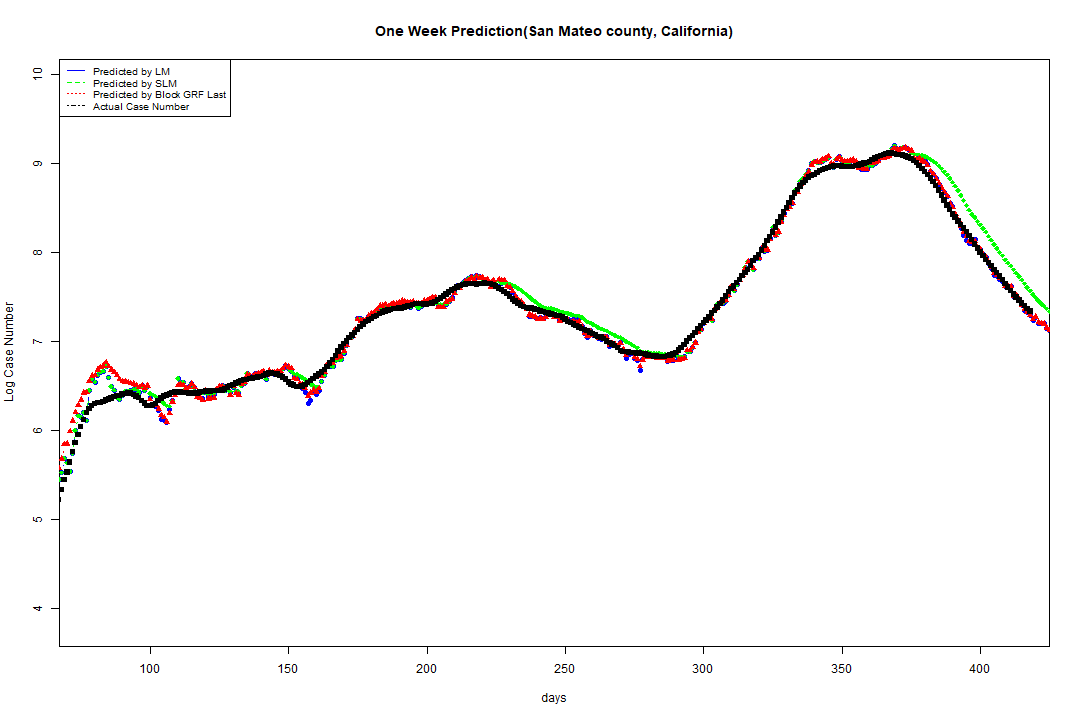 One Week Prediction(San Mateo county, California)
Predicted by LM
Predicted by SLM
Predicted by Block GRF Last
Actual Case Number
Log Case Number
10
9
8
7
6
5
4
100 150 200 250 300 350 400
days